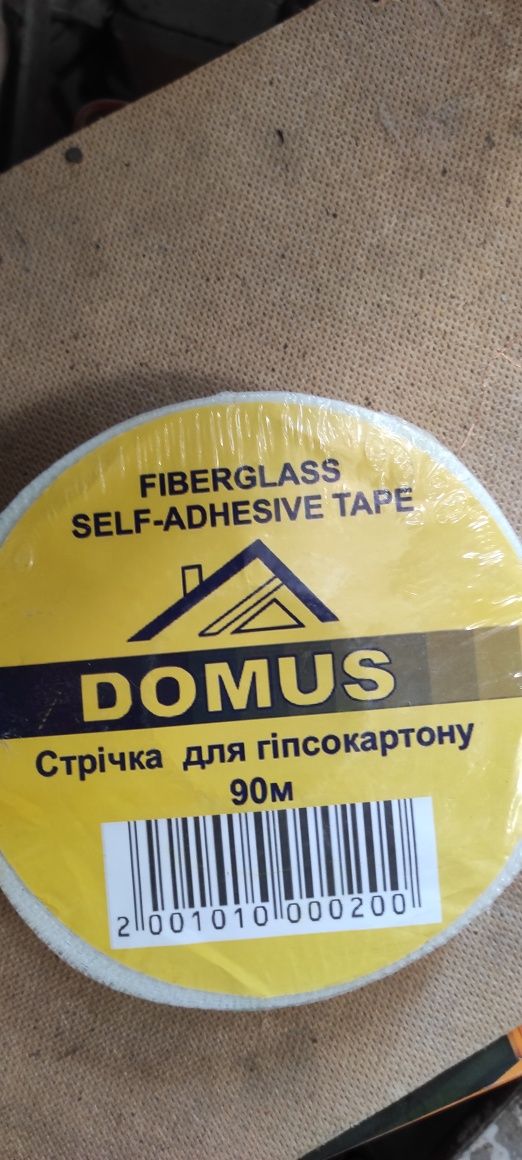 FIBERGLASS
SELF-ADHESIVE TAPE
DOMUS
Стрічка для гіпсокартону
90м
2 001010 000200